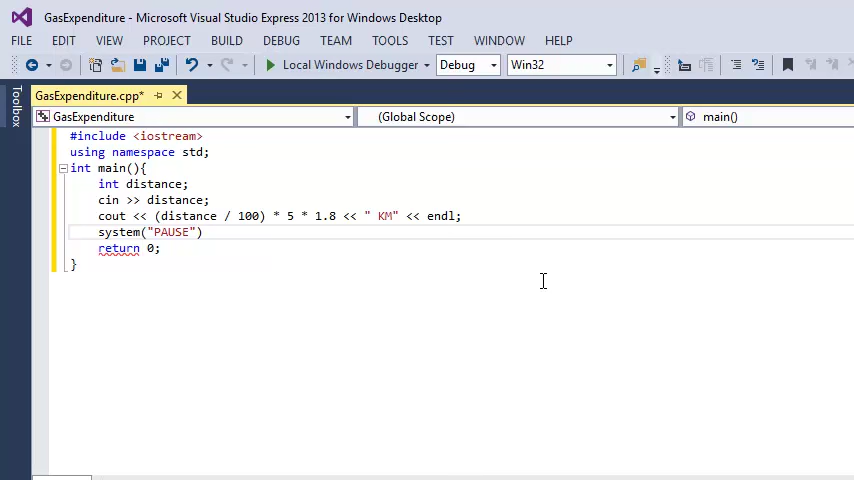 GasExpenditure - Microsoft Visual Studio Express 2013 for Windows Desktop
FILE EDIT VIEW PROJECT BUILD DEBUG TEAM TOOLS TEST WINDOW HELP
Local Windows Debugger Debug Win32
Toolbox
GasExpenditure.cpp*
GasExpenditure (Global Scope) main()
#include <iostream>
using namespace std;
int main(){
int distance;
cin >> distance;
cout << (distance / 100) * 5 * 1.8 << " KM" << endl;
system("PAUSE")
return 0;
}